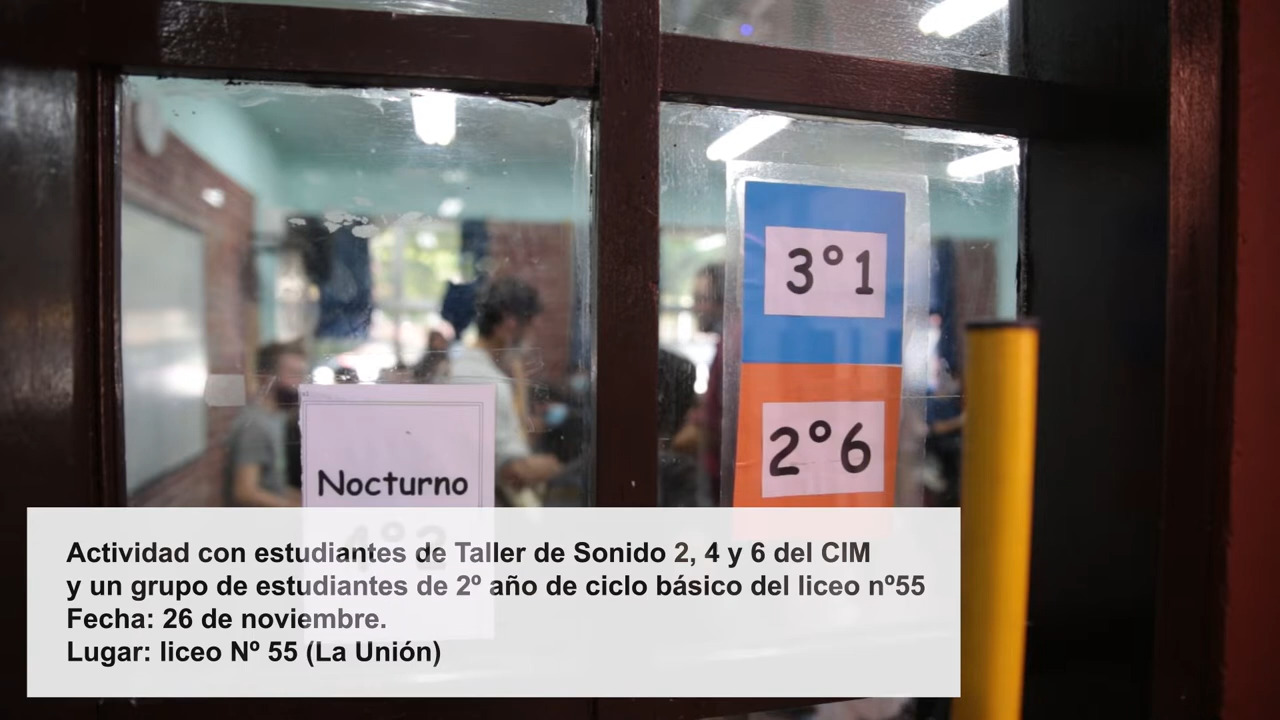 3°1
2°6
Nocturno
4°2
Actividad con estudiantes de Taller de Sonido 2, 4 y 6 del CIM
y un grupo de estudiantes de 2º año de ciclo básico del liceo nº55
Fecha: 26 de noviembre.
Lugar: liceo Nº 55 (La Unión)